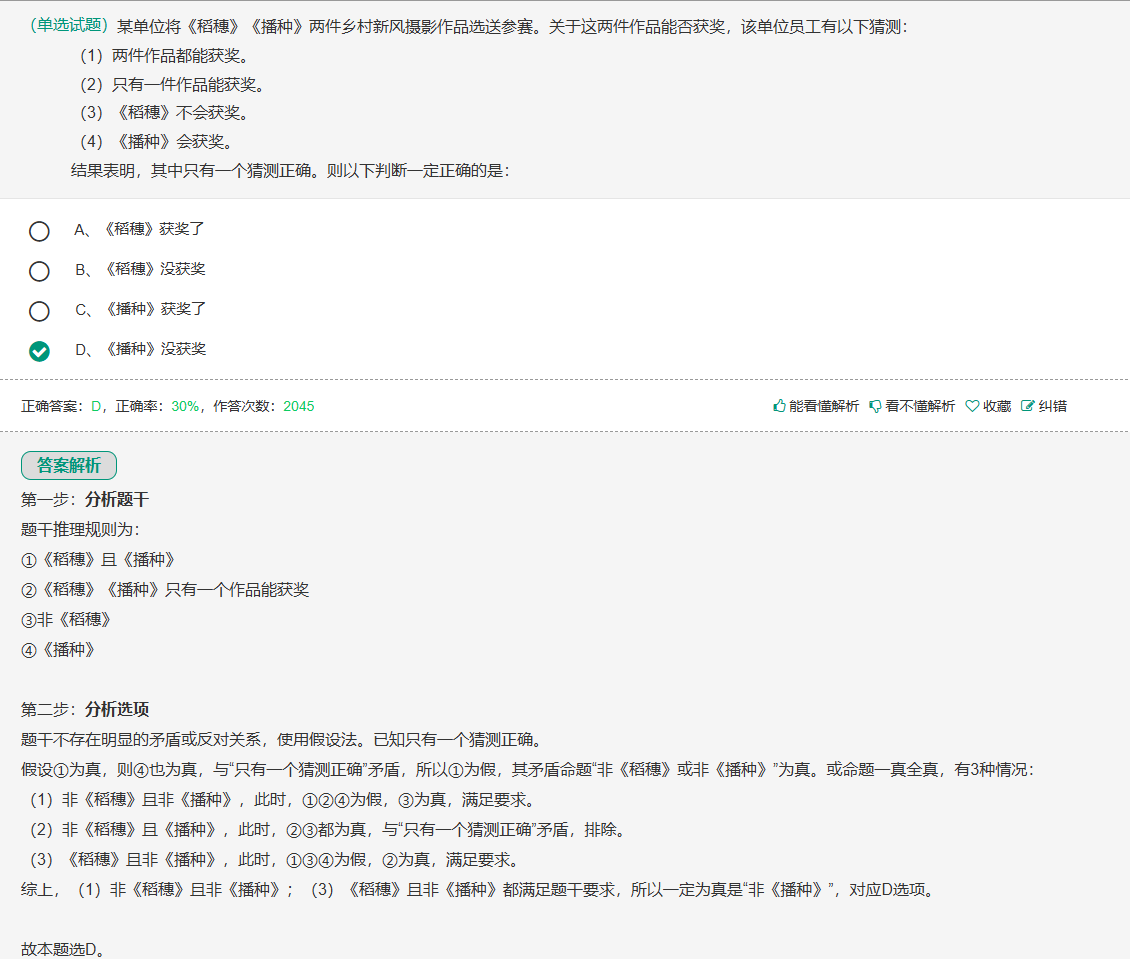 （单选试题）某单位将《稻穗》《播种》两件乡村新风摄影作品选送参赛。关于这两件作品能否获奖，该单位员工有以下猜测：
（1）两件作品都能获奖。
（2）只有一件作品能获奖。
（3）《稻穗》不会获奖。
（4）《播种》会获奖。
结果表明，其中只有一个猜测正确。则以下判断一定正确的是：
A、《稻穗》获奖了
B、《稻穗》没获奖
C、《播种》获奖了
D、《播种》没获奖
正确答案：D，正确率：30%，作答次数：2045 能看懂解析 看不懂解析 收藏 纠错
答案解析
第一步：分析题干
题干推理规则为：
①《稻穗》且《播种》
②《稻穗》《播种》只有一个作品能获奖
③非《稻穗》
④《播种》
第二步：分析选项
题干不存在明显的矛盾或反对关系，使用假设法。已知只有一个猜测正确。
假设①为真，则④也为真，与“只有一个猜测正确”矛盾，所以①为假，其矛盾命题“非《稻穗》或非《播种》”为真。或命题一真全真，有3种情况：
（1）非《稻穗》且非《播种》，此时，①②④为假，③为真，满足要求。
（2）非《稻穗》且《播种》，此时，②③都为真，与“只有一个猜测正确”矛盾，排除。
（3）《稻穗》且非《播种》，此时，①③④为假，②为真，满足要求。
综上，（1）非《稻穗》且非《播种》；（3）《稻穗》且非《播种》都满足题干要求，所以一定为真是“非《播种》”，对应D选项。
故本题选D。